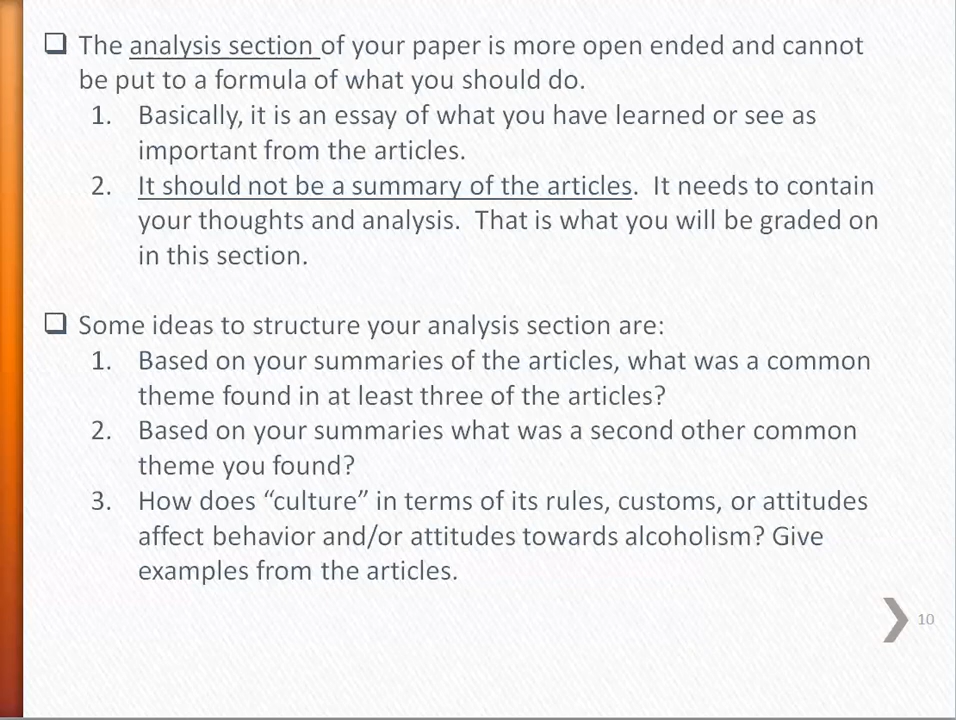 ❑ The analysis section of your paper is more open ended and cannot
be put to a formula of what you should do.
1. Basically, it is an essay of what you have learned or see as
important from the articles.
2. It should not be a summary of the articles.  It needs to contain
your thoughts and analysis.  That is what you will be graded on
in this section.
❑ Some ideas to structure your analysis section are:
1. Based on your summaries of the articles, what was a common
theme found in at least three of the articles?
2. Based on your summaries what was a second other common
theme you found?
3. How does “culture” in terms of its rules, customs, or attitudes
affect behavior and/or attitudes towards alcoholism? Give
examples from the articles.
10